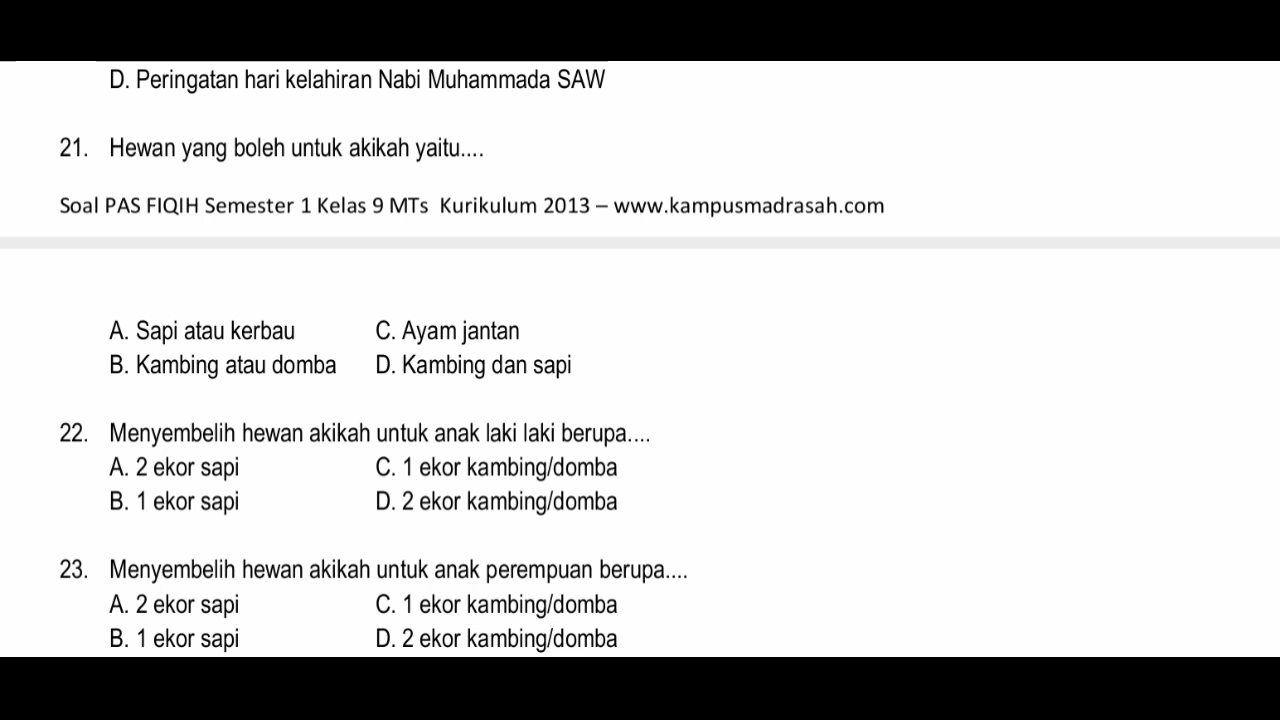 D. Peringatan hari kelahiran Nabi Muhammada SAW
21. Hewan yang boleh untuk akikah yaitu....
Soal PAS FIQIH Semester 1 Kelas 9 MTs Kurikulum 2013 – www.kampusmadrasah.com
A. Sapi atau kerbau C. Ayam jantan
B. Kambing atau domba D. Kambing dan sapi
22. Menyembelih hewan akikah untuk anak laki laki berupa....
A. 2 ekor sapi C. 1 ekor kambing/domba
B. 1 ekor sapi D. 2 ekor kambing/domba
23. Menyembelih hewan akikah untuk anak perempuan berupa....
A. 2 ekor sapi C. 1 ekor kambing/domba
B. 1 ekor sapi D. 2 ekor kambing/domba